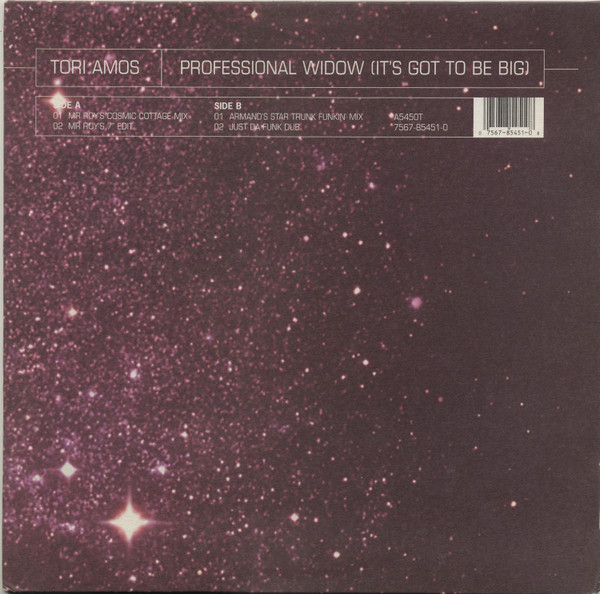 TORI AMOS
PROFESSIONAL WIDOW (IT'S GOT TO BE BIG)
SIDE A
01 MR ROY'S COSMIC COTTAGE MIX
02 MR ROY'S 7" EDIT
SIDE B
01 ARMAND'S STAR TRUNK FUNKIN' MIX
02 JUST DA FUNK DUB
A5450T
7567-85451-0
0 7567-85451-0 4